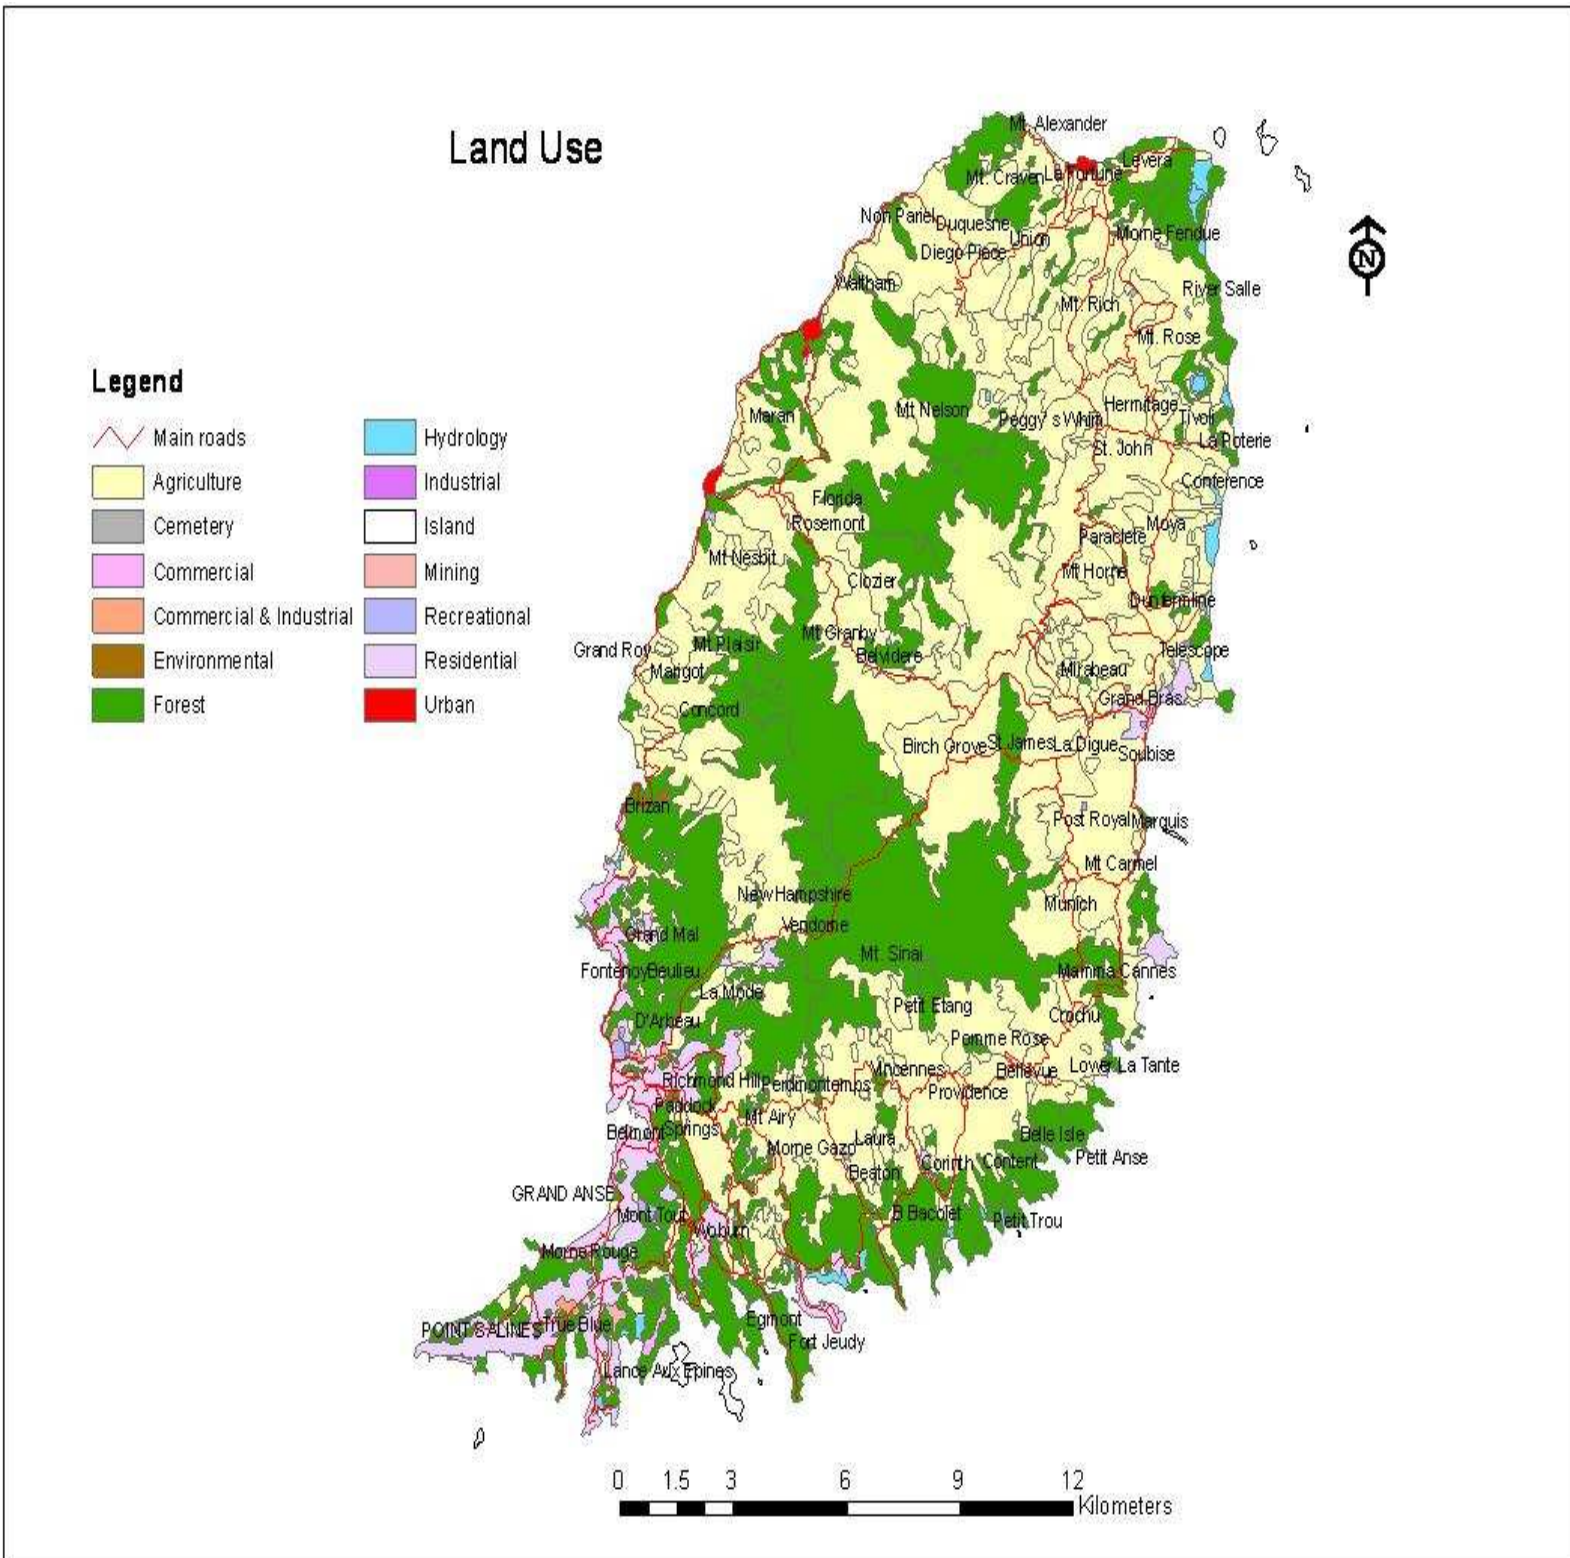 Land Use
Legend
Main roads
Agriculture
Cemetery
Commercial
Commercial & Industrial
Environmental
Forest
Hydrology
Industrial
Island
Mining
Recreational
Residential
Urban
N
Mt. Alexander
Levera
Mt. Craven
La Fortune
Non Pariel
Duquesne
Union
Morne Fendue
Diego Piece
Waltham
River Salle
Mt. Rich
Mt. Rose
Maran
Mt Nelson
Peggy' s Whim
Hermitage
Tivoli
St. John
La Poterie
Conference
Florida
Rosemont
Moya
Paraclete
Mt Nesbit
Clozier
Mt Horne
Dunfermline
Mt Granby
Grand Roy
Mt Plaisir
Belvidere
Telescope
Marigot
Mirabeau
Grand Bras
Concord
Birch Grove
St James
La Digue
Soubise
Brizan
Post Royal
Marquis
Mt Carmel
New Hampshire
Munich
Vendome
Grand Mal
Mt. Sinai
Fontenoy
Beulieu
Mamma Cannes
La Mode
Petit Etang
Crochu
D'Arbeau
Pomme Rose
Vincennes
Bellevue
Lower La Tante
Richmond Hill
Perdmontemps
Providence
Paddock
Mt Airy
Belmont
Springs
Morne Gazo
Laura
Belle Isle
Beaton
Corinth
Content
Petit Anse
GRAND ANSE
Mont Tout
Woburn
B Bacolet
Petit Trou
Morne Rouge
POINT SALINES
True Blue
Egmont
Fort Jeudy
Lance Aux Epines
0 1.5 3 6 9 12
Kilometers